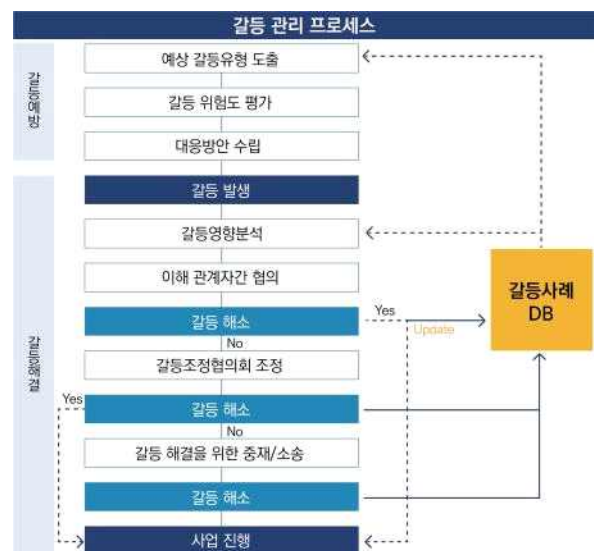 갈등 관리 프로세스
갈등예방
예상 갈등유형 도출
갈등 위험도 평가
대응방안 수립
갈등해결
갈등 발생
갈등영향분석
이해 관계자간 협의
갈등 해소
Yes
Update
갈등사례
DB
No
갈등조정협의회 조정
Yes
갈등 해소
No
갈등 해결을 위한 중재/소송
갈등 해소
사업 진행